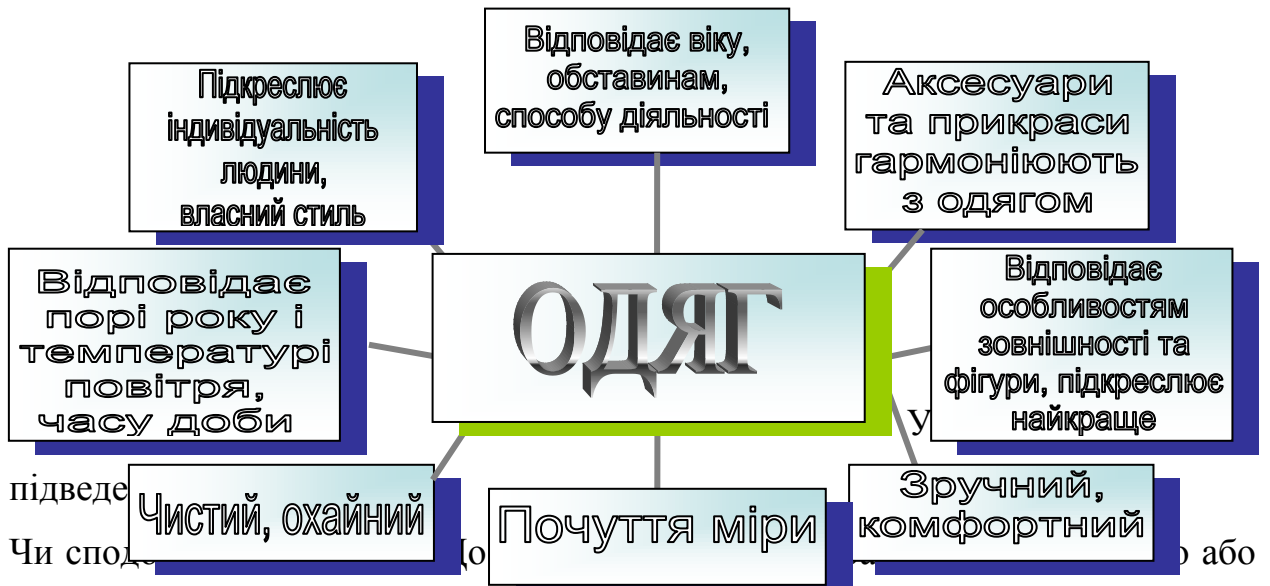 Відповідає віку,
обставинам,
способу діяльності
Підкреслює
індивідуальність
людини,
власний стиль
Аксесуари
та прикраси
гармоніюють
з одягом
Відповідає
порі року і
температурі
повітря,
часу доби
ОДЯГ
Відповідає
особливостям
зовнішності та
фігури, підкреслює
найкраще
Чистий, охайний
Почуття міри
Зручний,
комфортний
Чи або